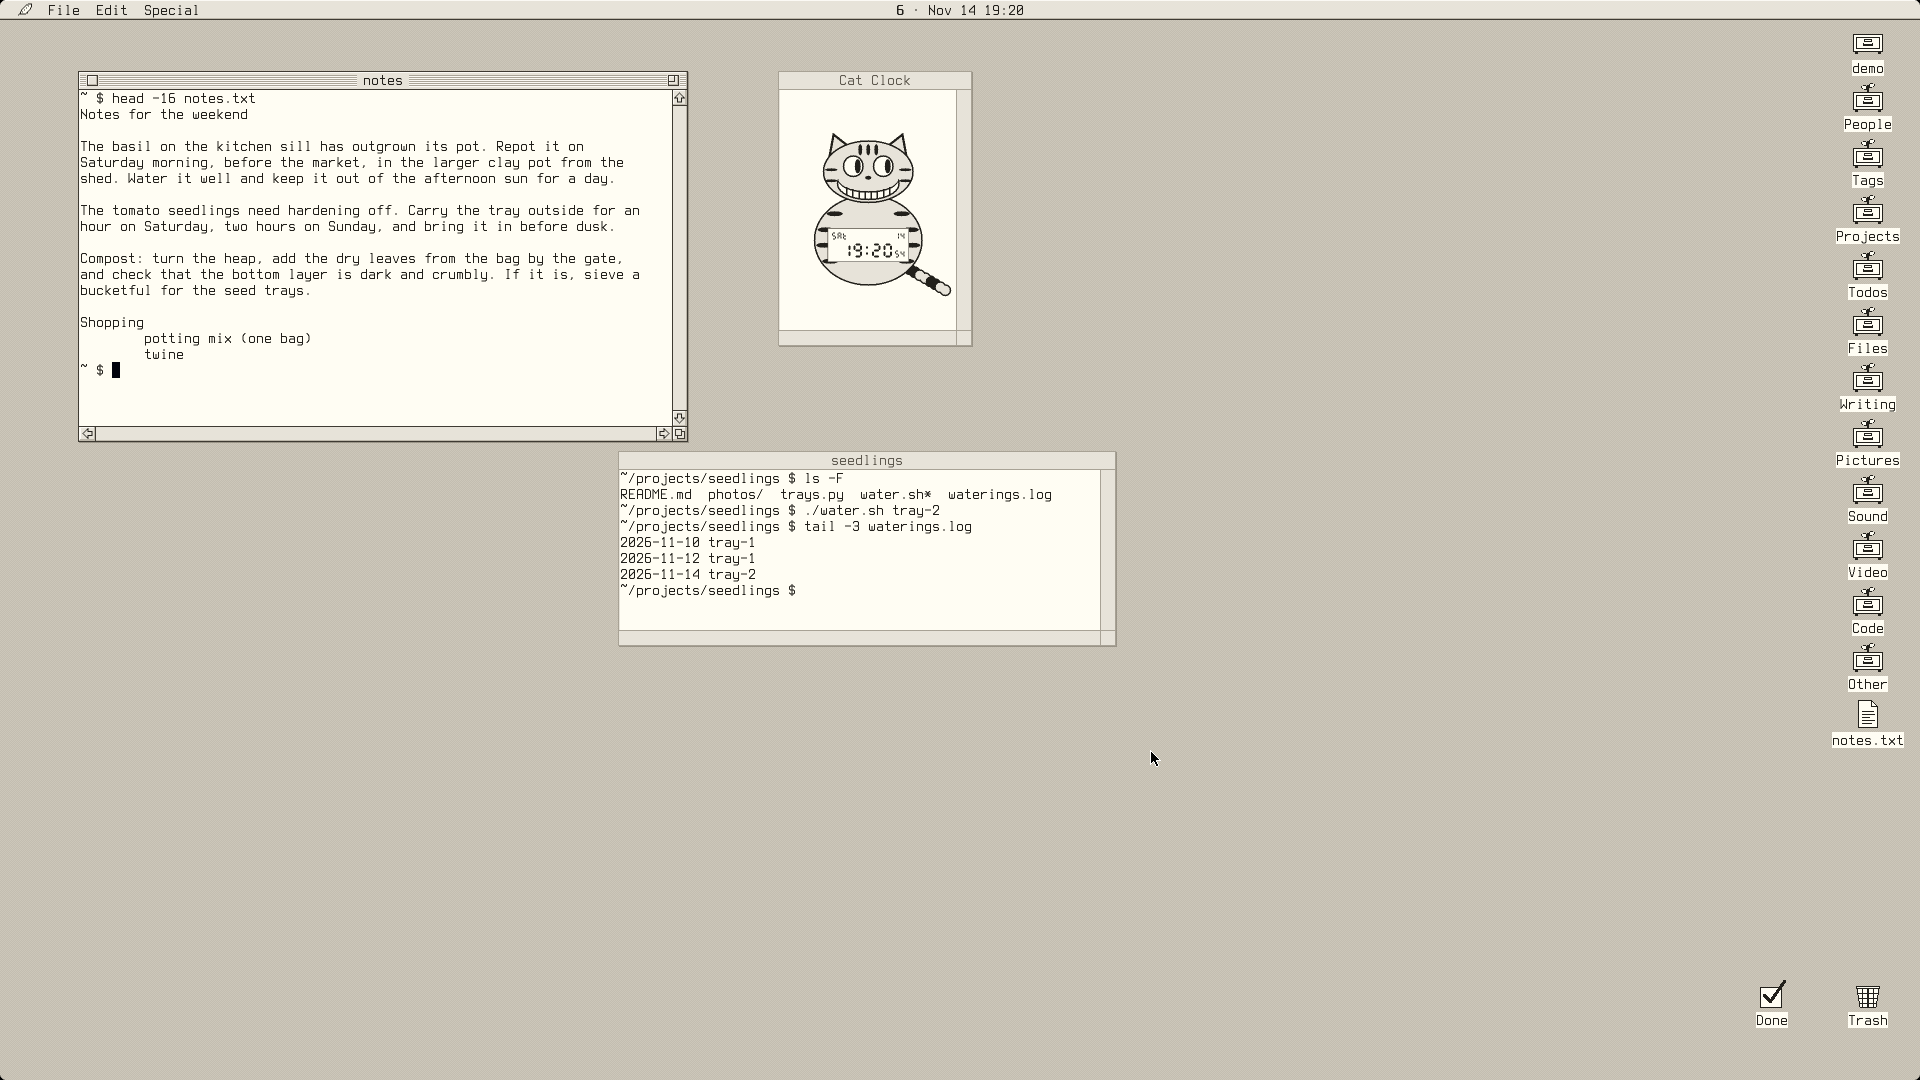 File Edit Special
6 · Nov 14 19:20
notes
~ $ head -16 notes.txt
Notes for the weekend
The basil on the kitchen sill has outgrown its pot. Repot it on
Saturday morning, before the market, in the larger clay pot from the
shed. Water it well and keep it out of the afternoon sun for a day.
The tomato seedlings need hardening off. Carry the tray outside for an
hour on Saturday, two hours on Sunday, and bring it in before dusk.
Compost: turn the heap, add the dry leaves from the bag by the gate,
and check that the bottom layer is dark and crumbly. If it is, sieve a
bucketful for the seed trays.
Shopping
potting mix (one bag)
twine
~ $
Cat Clock
SAt 14
19:20 54
seedlings
~/projects/seedlings $ ls -F
README.md  photos/  trays.py  water.sh*  waterings.log
~/projects/seedlings $ ./water.sh tray-2
~/projects/seedlings $ tail -3 waterings.log
2026-11-10 tray-1
2026-11-12 tray-1
2026-11-14 tray-2
~/projects/seedlings $
demo
People
Tags
Projects
Todos
Files
Writing
Pictures
Sound
Video
Code
Other
notes.txt
Done
Trash